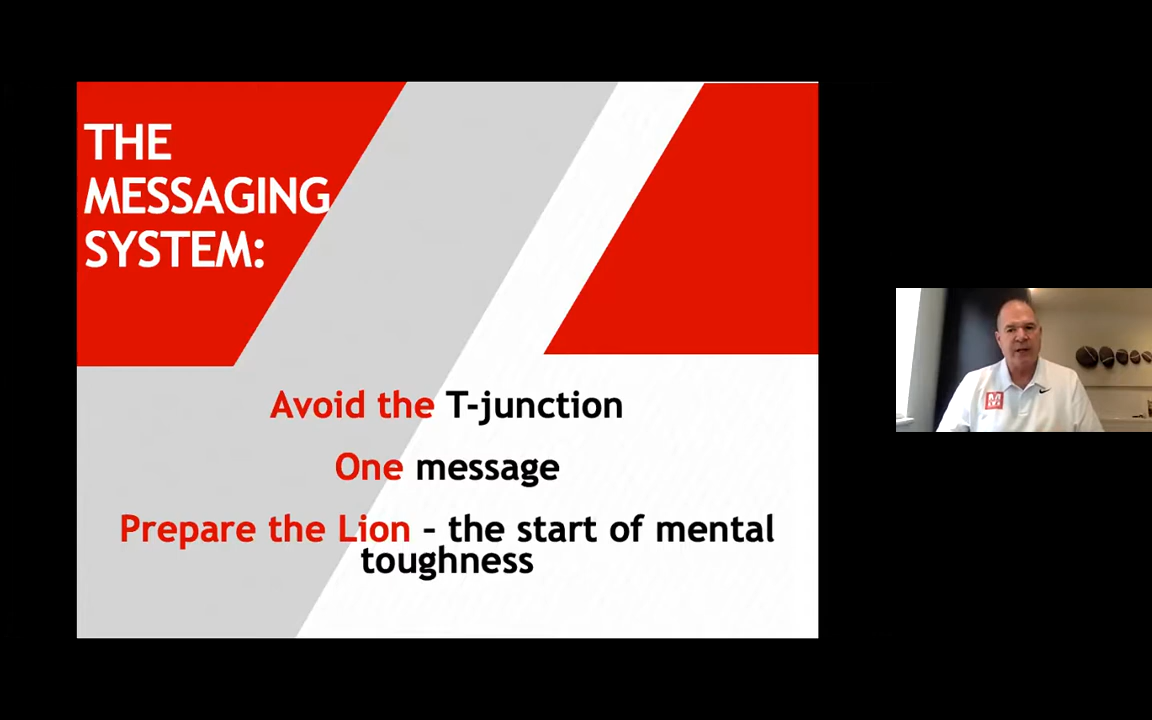 THE
MESSAGING
SYSTEM:
Avoid the T-junction
One message
Prepare the Lion – the start of mental
toughness